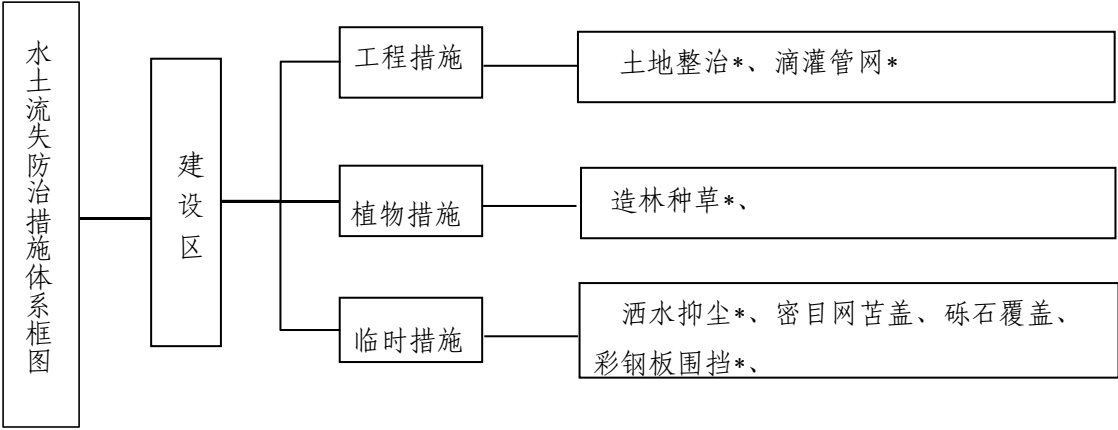 水土流失防治措施体系框图
建设区
工程措施
土地整治*、滴灌管网*
植物措施
造林种草*、
临时措施
洒水抑尘*、密目网苫盖、砾石覆盖、
彩钢板围挡*、